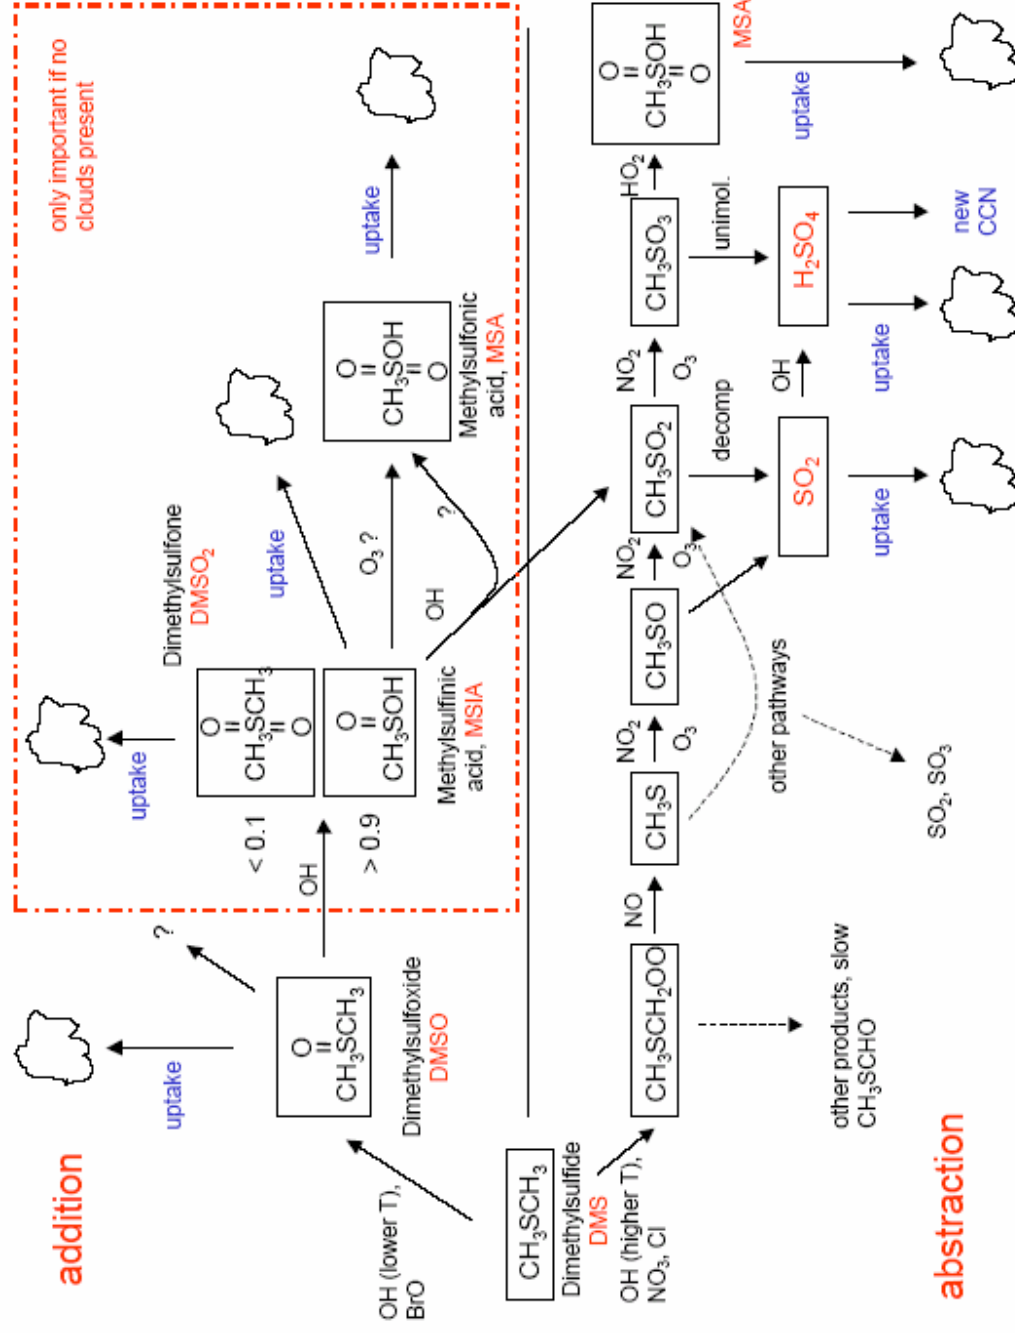 addition
only important if no
clouds present
uptake
?
uptake
Dimethylsulfone
DMSO₂
uptake
uptake
< 0.1
O
=
CH₃SCH₃
=
O
OH
> 0.9
O
=
CH₃SOH
Methylsulfinic
acid, MSIA
O₃ ?
OH
?
O
=
CH₃SOH
=
O
Methylsulfonic
acid, MSA
O
=
CH₃SCH₃
Dimethylsulfoxide
DMSO
OH (lower T),
BrO
CH₃SCH₃
Dimethylsulfide
DMS
OH (higher T),
NO₃, Cl
CH₃SCH₂OO
NO
CH₃S
NO₂
O₃
CH₃SO
NO₂
O₃
CH₃SO₂
NO₂
O₃
CH₃SO₃
HO₂
O
=
CH₃SOH
=
O
MSA
decomp
unimol.
other pathways
SO₂
OH
H₂SO₄
uptake
other products, slow
CH₃SCHO
SO₂, SO₃
uptake
uptake
new
CCN
abstraction